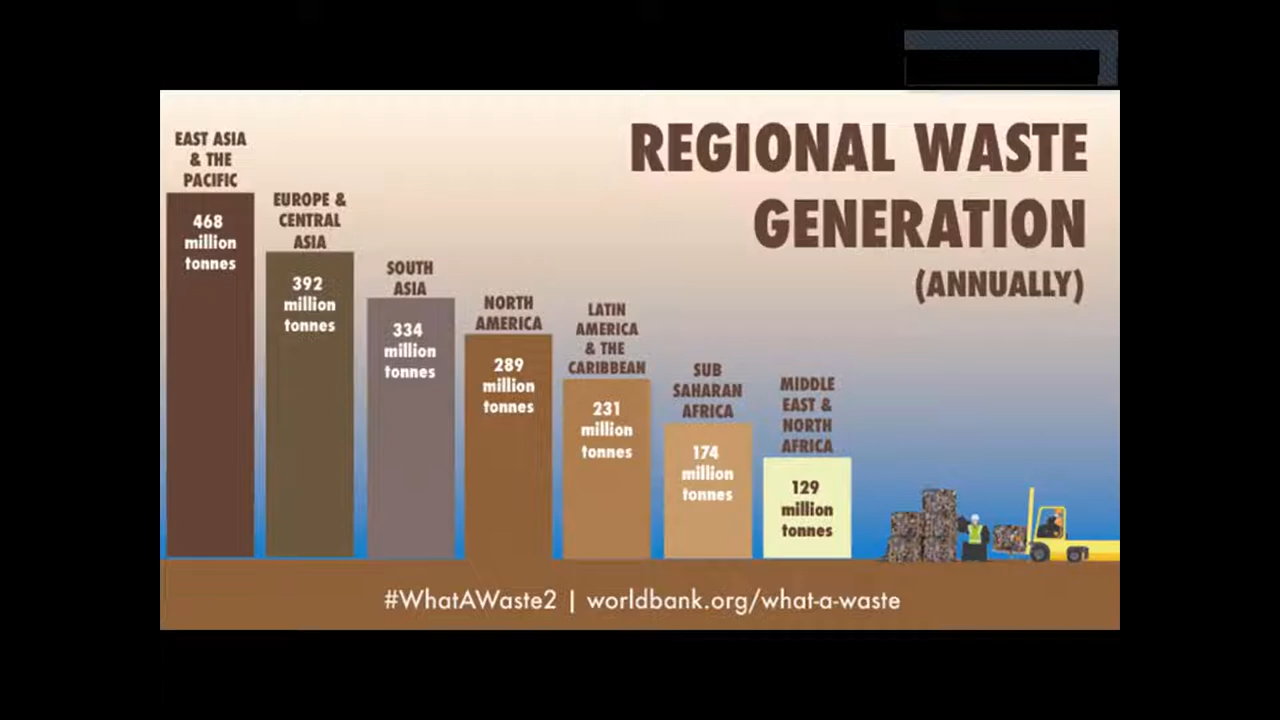 REGIONAL WASTE
GENERATION
(ANNUALLY)
EAST ASIA
& THE
PACIFIC
468
million
tonnes
EUROPE &
CENTRAL
ASIA
392
million
tonnes
SOUTH
ASIA
334
million
tonnes
NORTH
AMERICA
289
million
tonnes
LATIN
AMERICA
& THE
CARIBBEAN
231
million
tonnes
SUB
SAHARAN
AFRICA
174
million
tonnes
MIDDLE
EAST &
NORTH
AFRICA
129
million
tonnes
#WhatAWaste2 | worldbank.org/what-a-waste